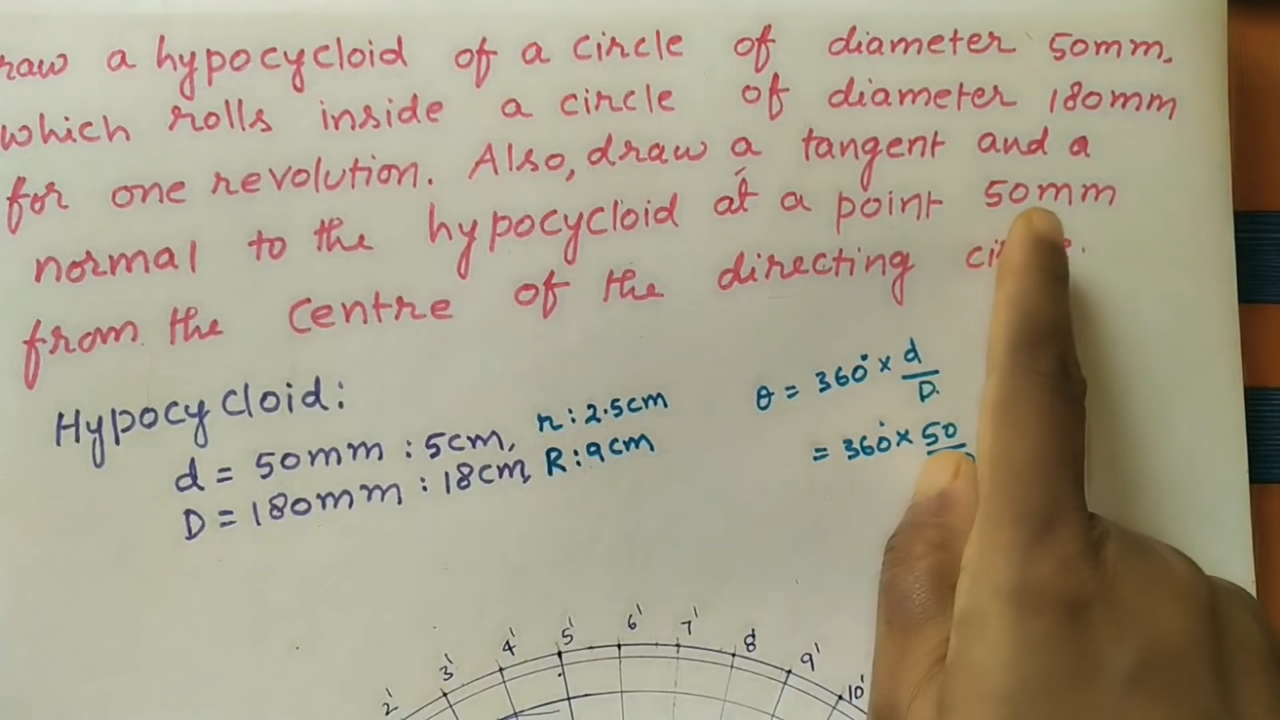 raw a hypocycloid of a circle of diameter 50mm.
which rolls inside a circle of diameter 180mm
for one revolution. Also, draw a tangent and a
normal to the hypocycloid at a point 50mm
from the centre of the directing
Hypocycloid:
d = 50mm : 5cm, r : 2.5cm
D = 180mm : 18cm, R : 9cm
θ = 360° × d/D
= 360° × 50
2' 3' 4' 5' 6' 7' 8' 9' 10'